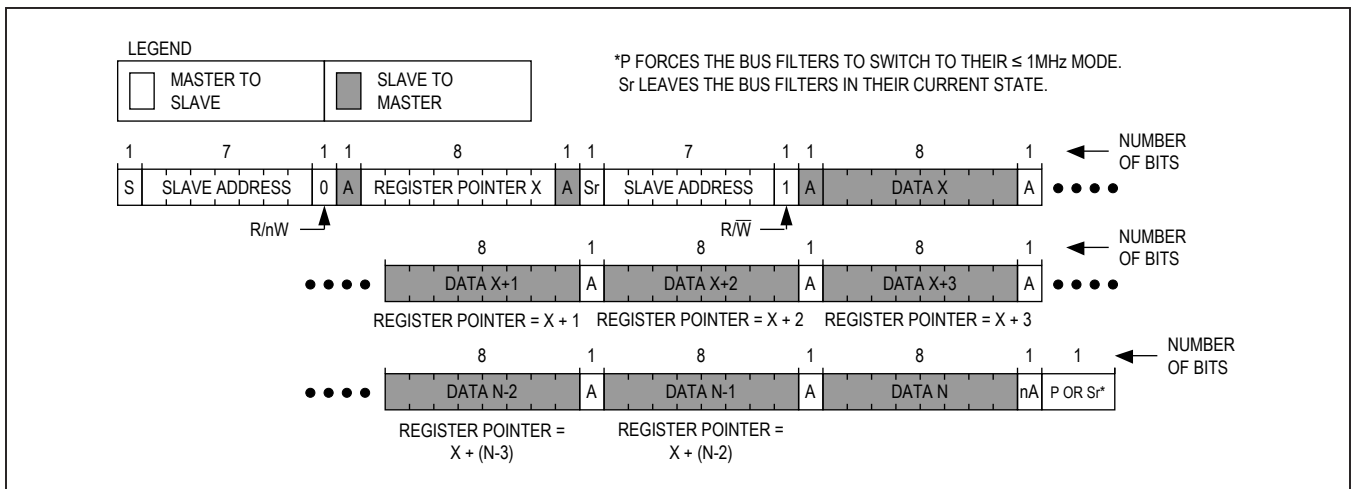 LEGEND
MASTER TO
SLAVE
SLAVE TO
MASTER
*P FORCES THE BUS FILTERS TO SWITCH TO THEIR ≤ 1MHz MODE.
Sr LEAVES THE BUS FILTERS IN THEIR CURRENT STATE.
1 7 1 1 8 1 1 7 1 1 8 1 NUMBER
OF BITS
S SLAVE ADDRESS 0 A REGISTER POINTER X A Sr SLAVE ADDRESS 1 A DATA X A
R/nW R/W̅
8 1 8 1 8 1 NUMBER
OF BITS
DATA X+1 A DATA X+2 A DATA X+3 A
REGISTER POINTER = X + 1 REGISTER POINTER = X + 2 REGISTER POINTER = X + 3
8 1 8 1 8 1 1 NUMBER
OF BITS
DATA N-2 A DATA N-1 A DATA N nA P OR Sr*
REGISTER POINTER =
X + (N-3)
REGISTER POINTER =
X + (N-2)